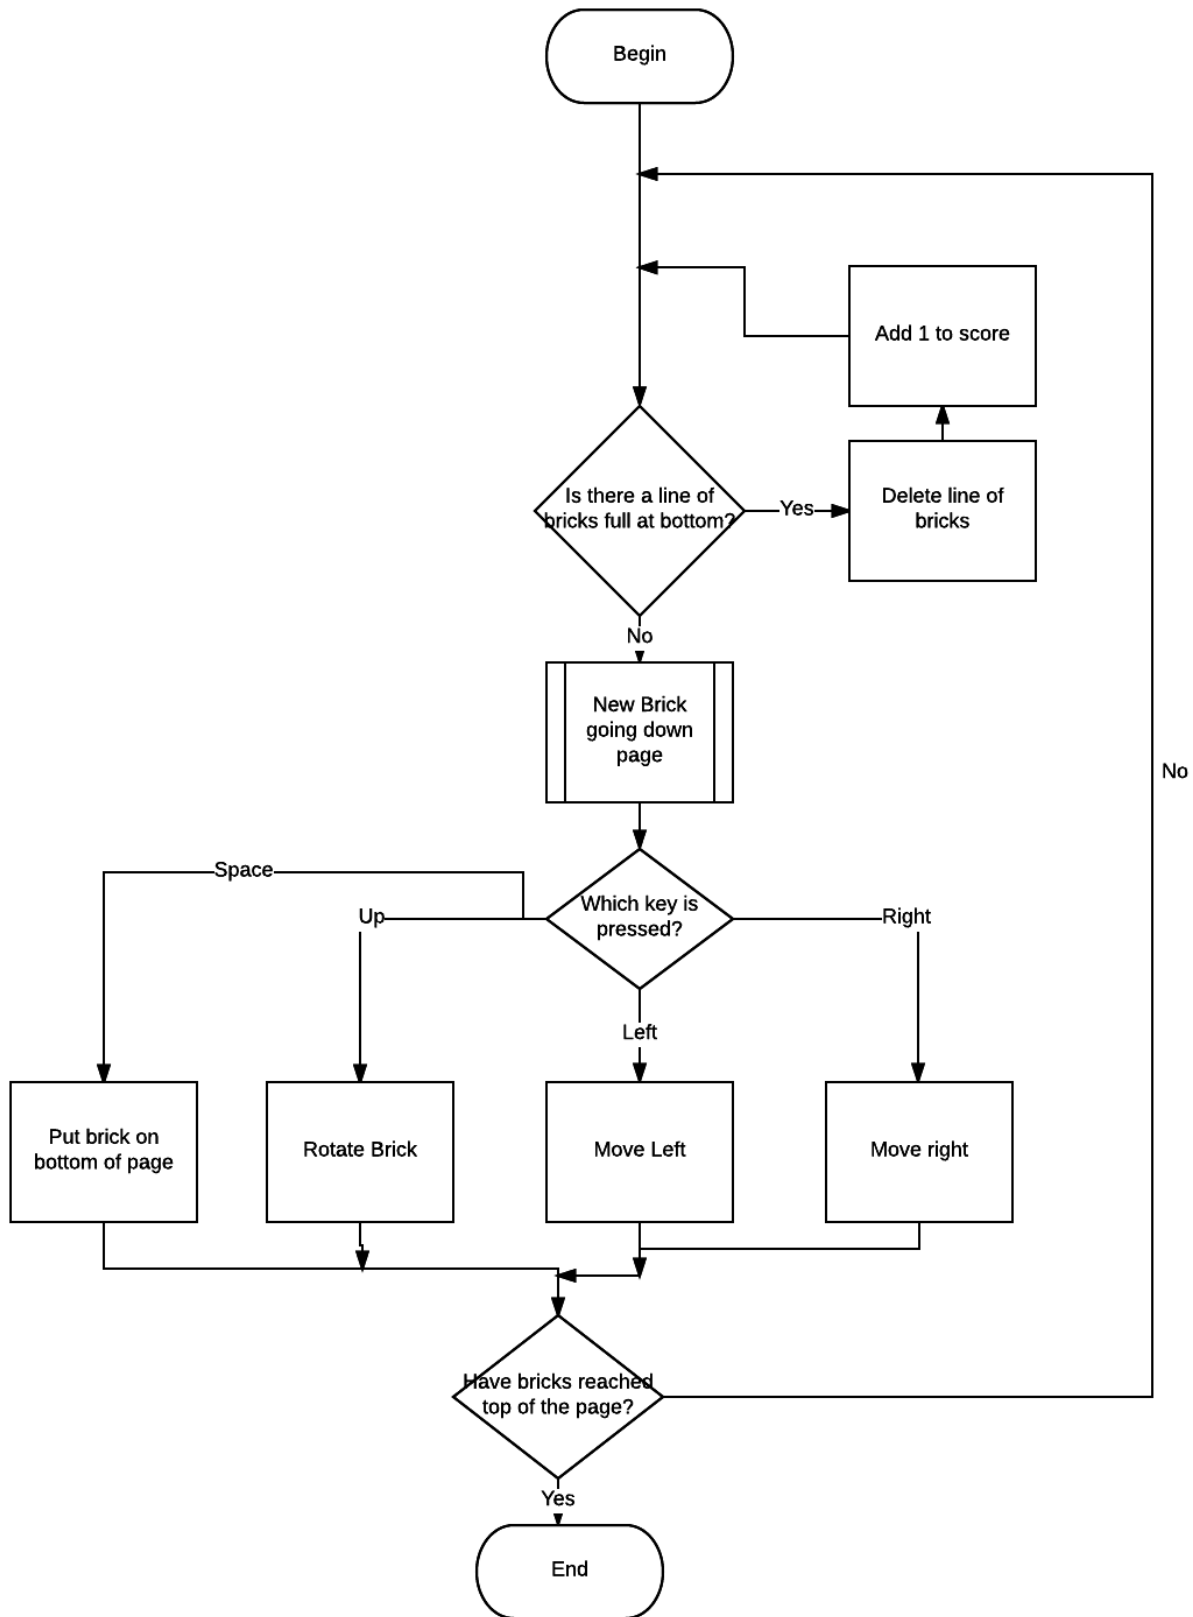 Begin
Add 1 to score
Is there a line of
bricks full at bottom?
Yes
Delete line of
bricks
No
New Brick
going down
page
No
Space
Which key is
pressed?
Up
Right
Left
Put brick on
bottom of page
Rotate Brick
Move Left
Move right
Have bricks reached
top of the page?
Yes
End